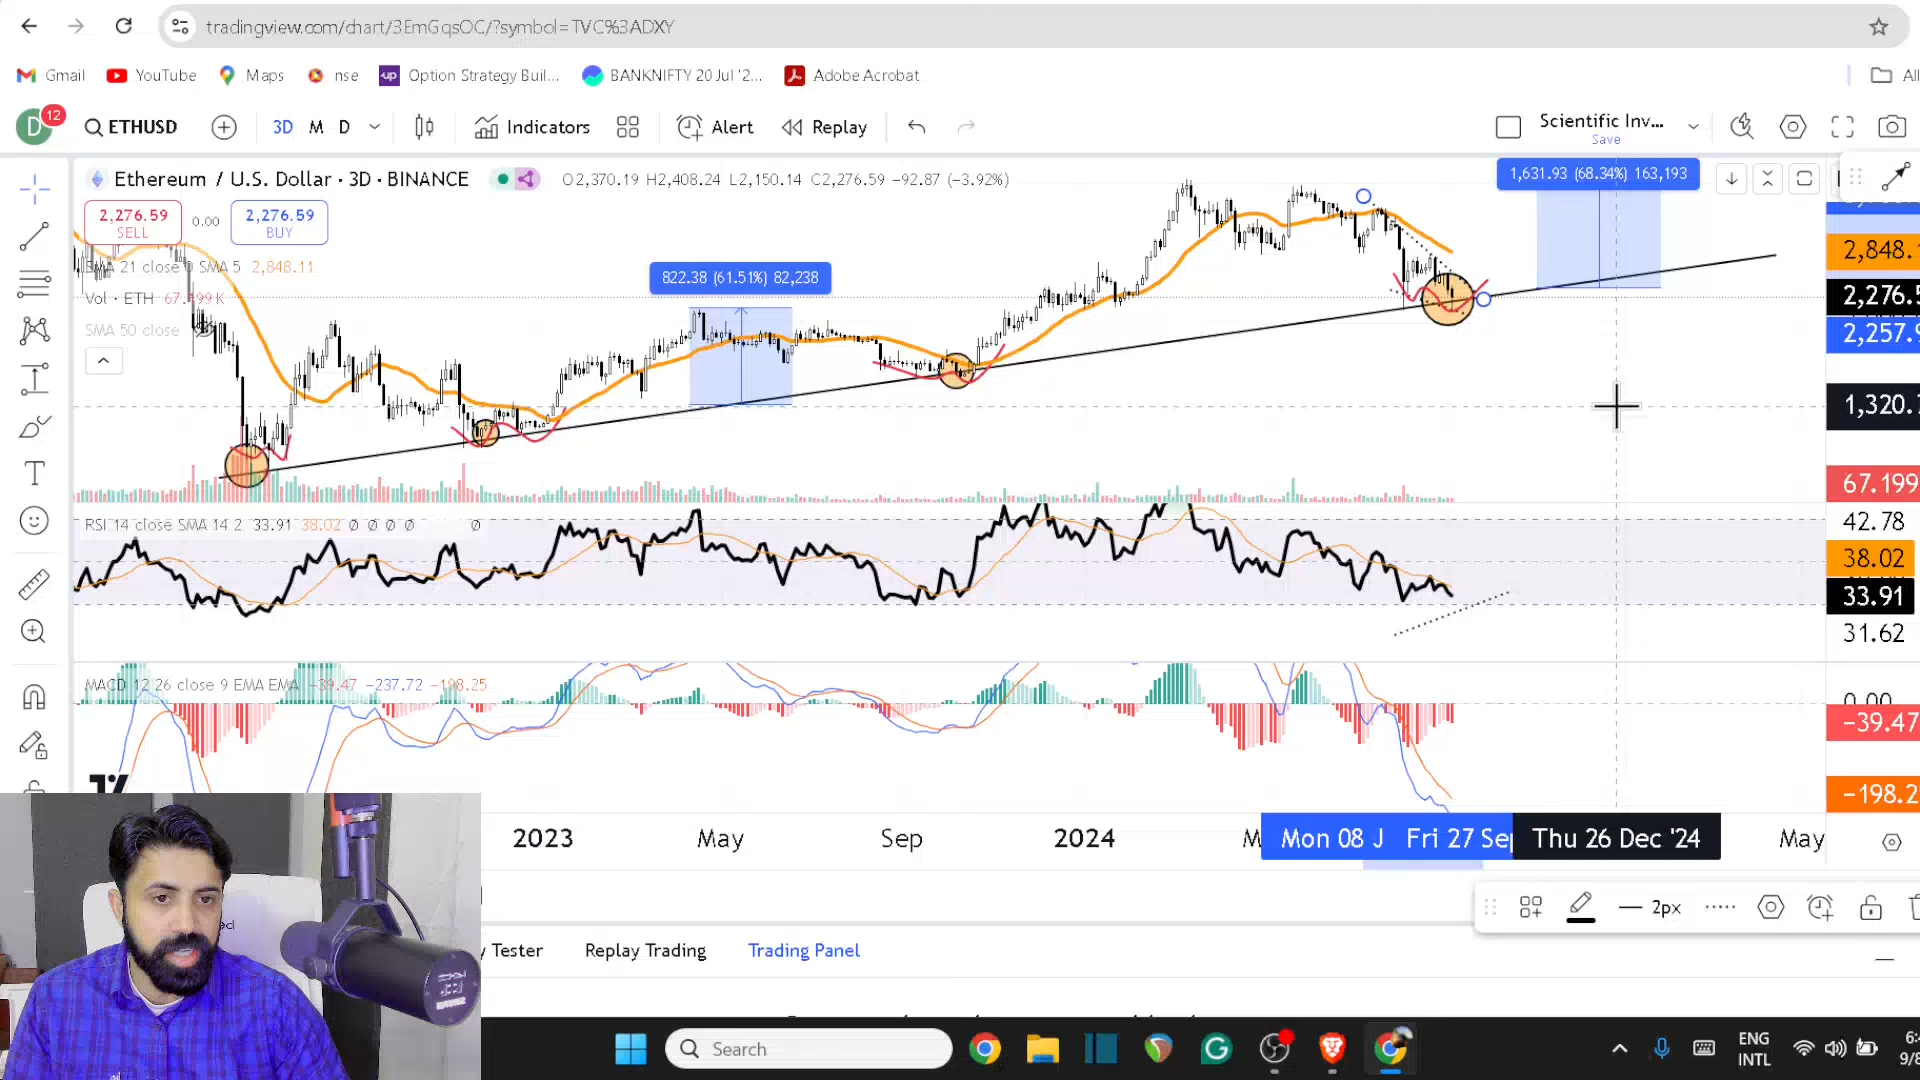 tradingview.com/chart/3EmGqsOC/?symbol=TVC%3ADXY
Gmail YouTube Maps nse Option Strategy Buil... BANKNIFTY 20 Jul '2... Adobe Acrobat All
D 12 ETHUSD 3D M D Indicators Alert Replay Scientific Inv...
Save
Ethereum / U.S. Dollar · 3D · BINANCE O2,370.19 H2,408.24 L2,150.14 C2,276.59 −92.87 (−3.92%)
1,631.93 (68.34%) 163,193
2,276.59 0.00 2,276.59
SELL BUY
SMA 21 close 0 SMA 5 2,848.11
822.38 (61.51%) 82,238
Vol · ETH 67.199K
SMA 50 close
2,848.
2,276.5
2,257.9
1,320.7
67.199
RSI 14 close SMA 14 2 33.91 38.02 ∅ ∅ ∅ ∅ ∅
42.78
38.02
33.91
31.62
MACD 12 26 close 9 EMA EMA −39.47 −237.72 −198.25
0.00
−39.47
−198.2
2023 May Sep 2024 M Mon 08 J Fri 27 Sep Thu 26 Dec '24 May
2px
Tester Replay Trading Trading Panel
Search
ENG
INTL
6:4
9/8